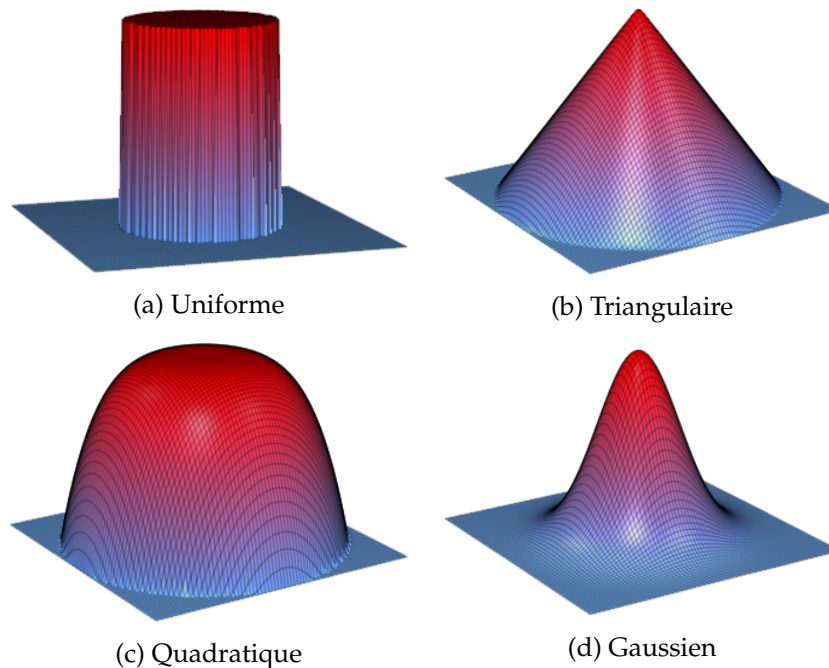 (a) Uniforme
(b) Triangulaire
(c) Quadratique
(d) Gaussien